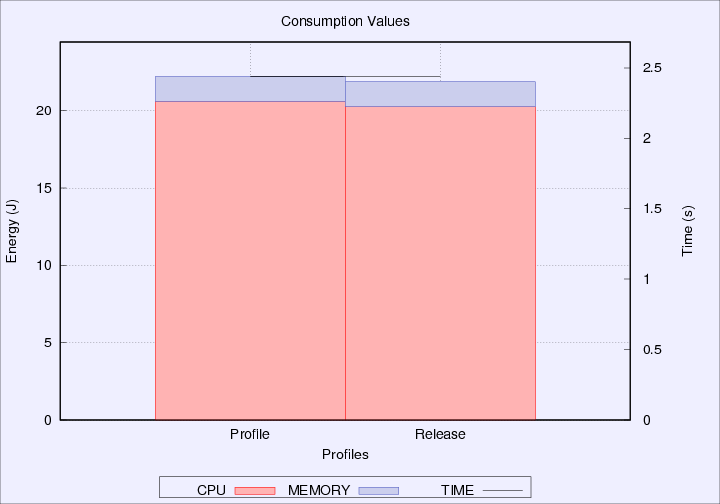 Consumption Values
Energy (J)
20
15
10
5
0
2.5
2
1.5
1
0.5
0
Time (s)
Profile Release
Profiles
CPU MEMORY TIME